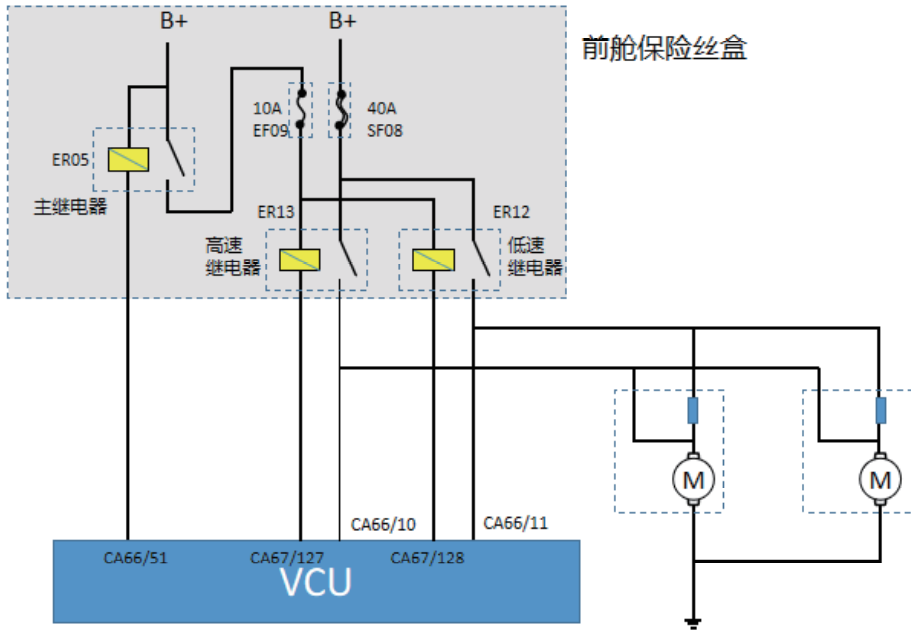 B+
B+
前舱保险丝盒
10A
EF09
40A
SF08
ER05
主继电器
ER13
ER12
高速
继电器
低速
继电器
M
M
CA66/10
CA66/11
CA66/51
CA67/127
CA67/128
VCU